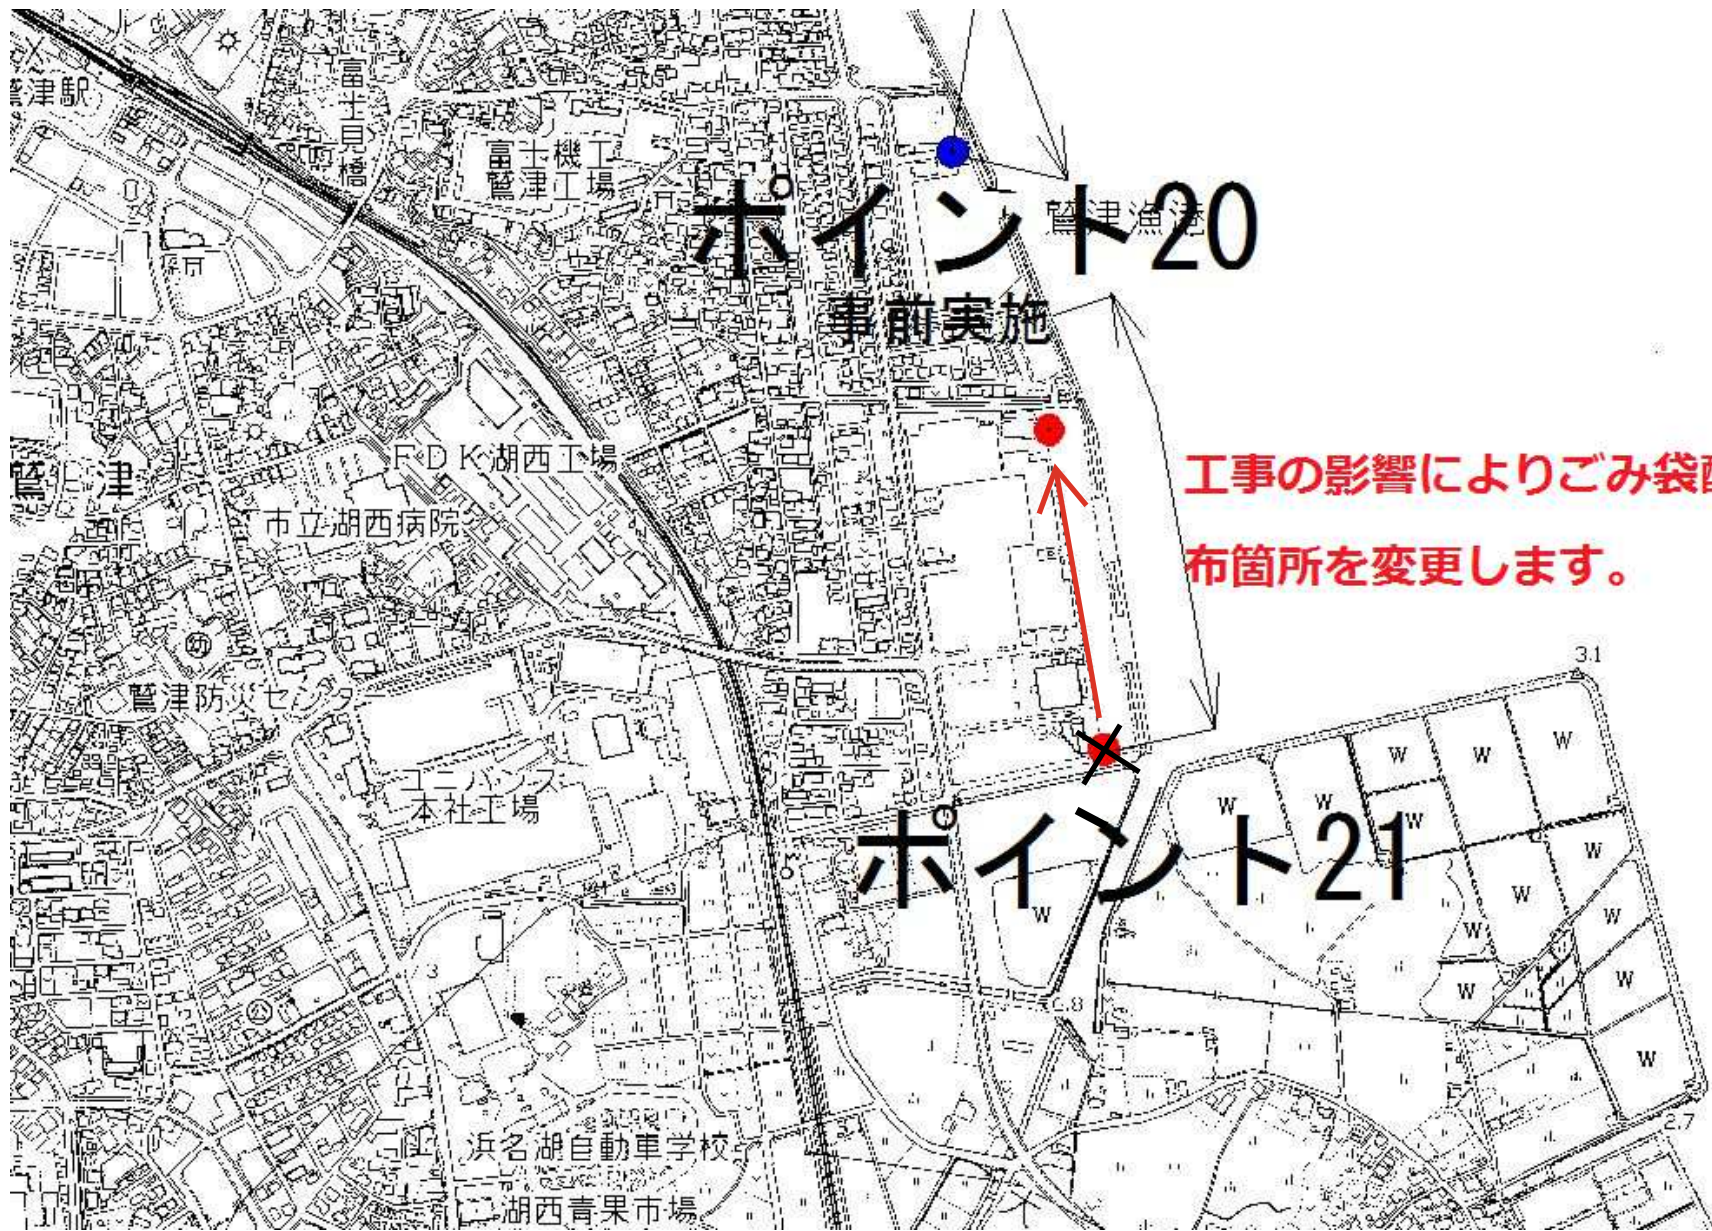 鷲津駅
富士見橋
富士機工
鷲津工場
ポイント20
鷲津漁港
事前実施
FDK湖西工場
工事の影響によりごみ袋配
布箇所を変更します。
鷲津
市立湖西病院
幼
3.1
鷲津防災センタ
ユニバンス
本社工場
W
W
W
W
W
W
ポイント21
W
W
W
W
W
W
W
W
2.7
浜名湖自動車学校
湖西青果市場